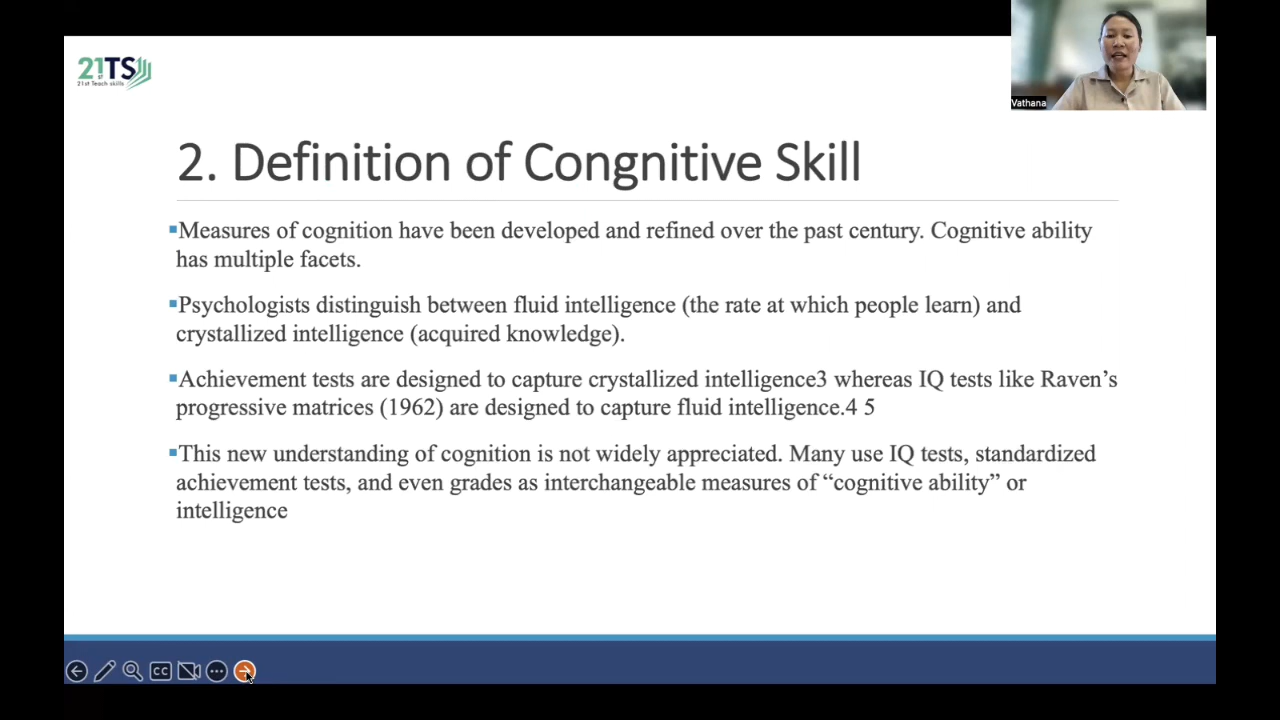 21st TS
21st Teach skills
Vathana
2. Definition of Congnitive Skill
▪Measures of cognition have been developed and refined over the past century. Cognitive ability
has multiple facets.
▪Psychologists distinguish between fluid intelligence (the rate at which people learn) and
crystallized intelligence (acquired knowledge).
▪Achievement tests are designed to capture crystallized intelligence3 whereas IQ tests like Raven’s
progressive matrices (1962) are designed to capture fluid intelligence.4 5
▪This new understanding of cognition is not widely appreciated. Many use IQ tests, standardized
achievement tests, and even grades as interchangeable measures of “cognitive ability” or
intelligence
CC